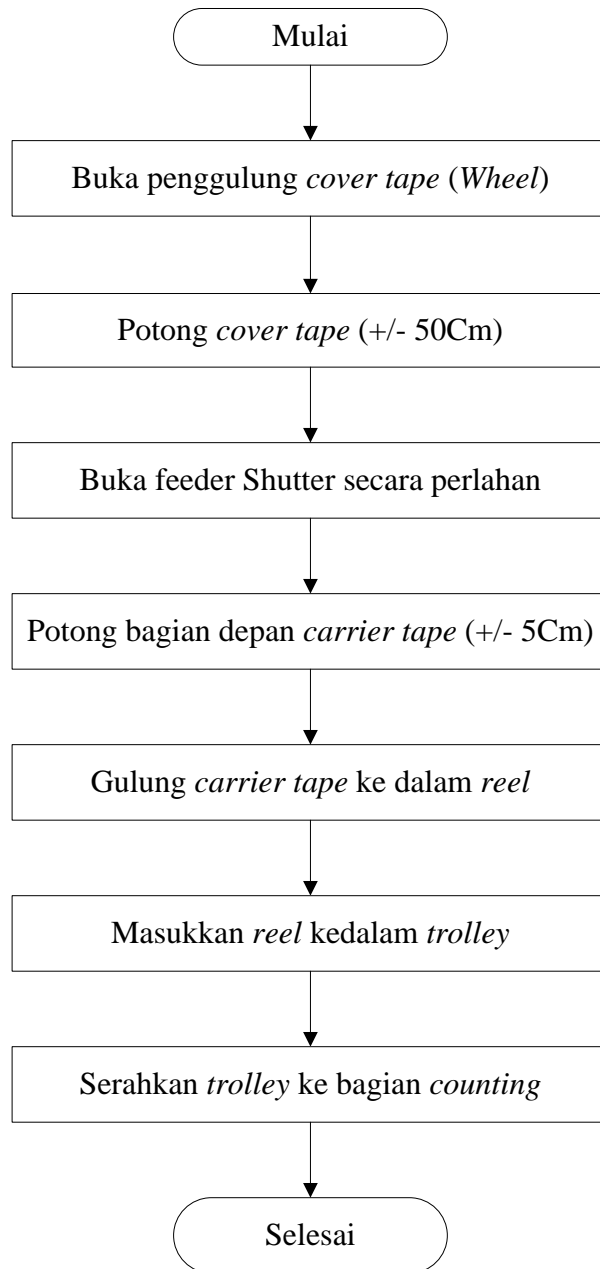 Mulai
Buka penggulung cover tape (Wheel)
Potong cover tape (+/- 50Cm)
Buka feeder Shutter secara perlahan
Potong bagian depan carrier tape (+/- 5Cm)
Gulung carrier tape ke dalam reel
Masukkan reel kedalam trolley
Serahkan trolley ke bagian counting
Selesai